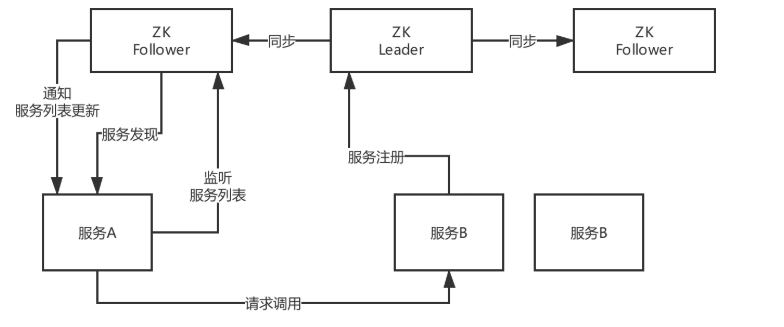 ZK
Follower
同步
ZK
Leader
同步
ZK
Follower
通知
服务列表更新
服务发现
监听
服务列表
服务注册
服务A
服务B
服务B
请求调用